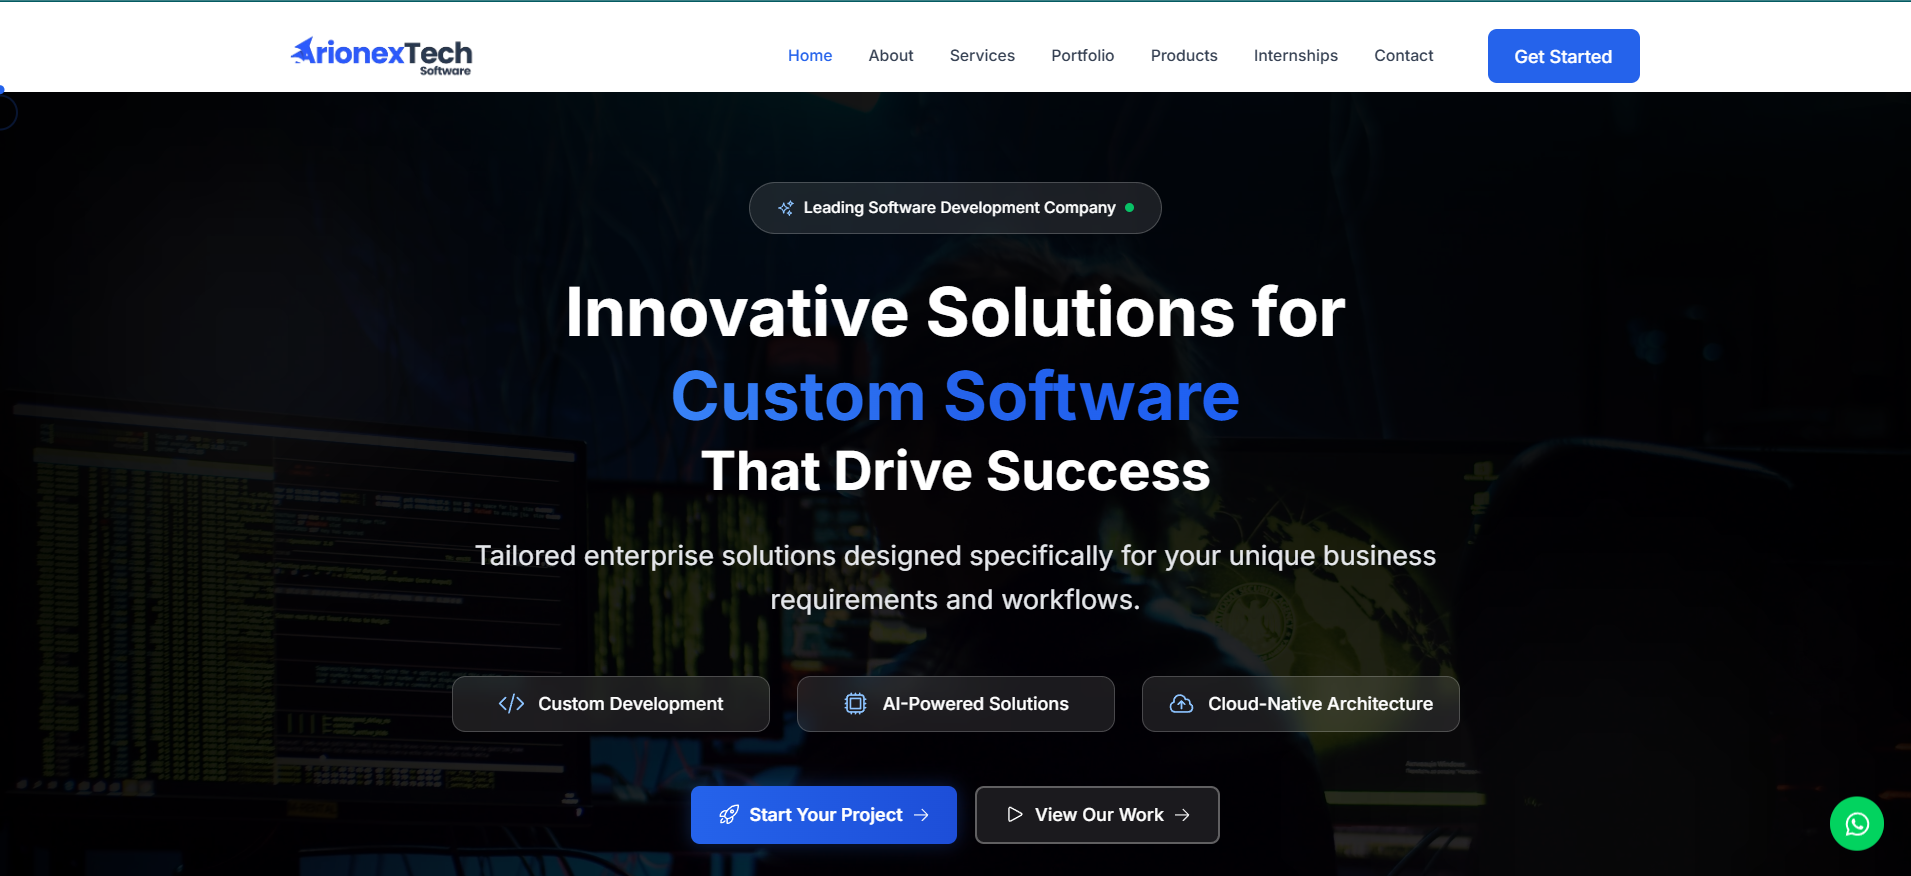 ArionexTech
Software
Home
About
Services
Portfolio
Products
Internships
Contact
Get Started
Leading Software Development Company
Innovative Solutions for
Custom Software
That Drive Success
Tailored enterprise solutions designed specifically for your unique business
requirements and workflows.
Custom Development
AI-Powered Solutions
Cloud-Native Architecture
Start Your Project
View Our Work